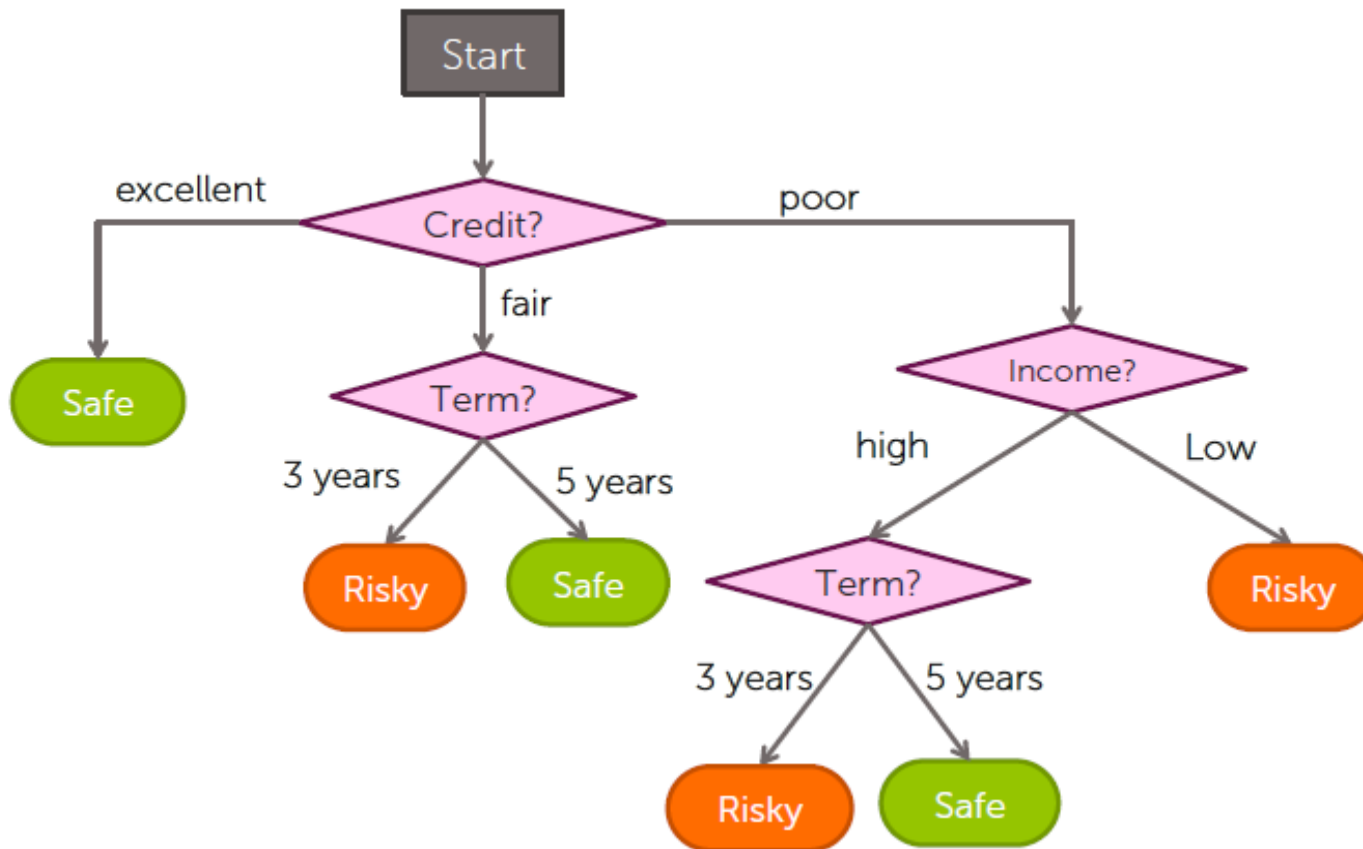 Start
excellent
poor
Credit?
fair
Safe
Term?
Income?
3 years
5 years
high
Low
Risky
Safe
Term?
Risky
3 years
5 years
Risky
Safe